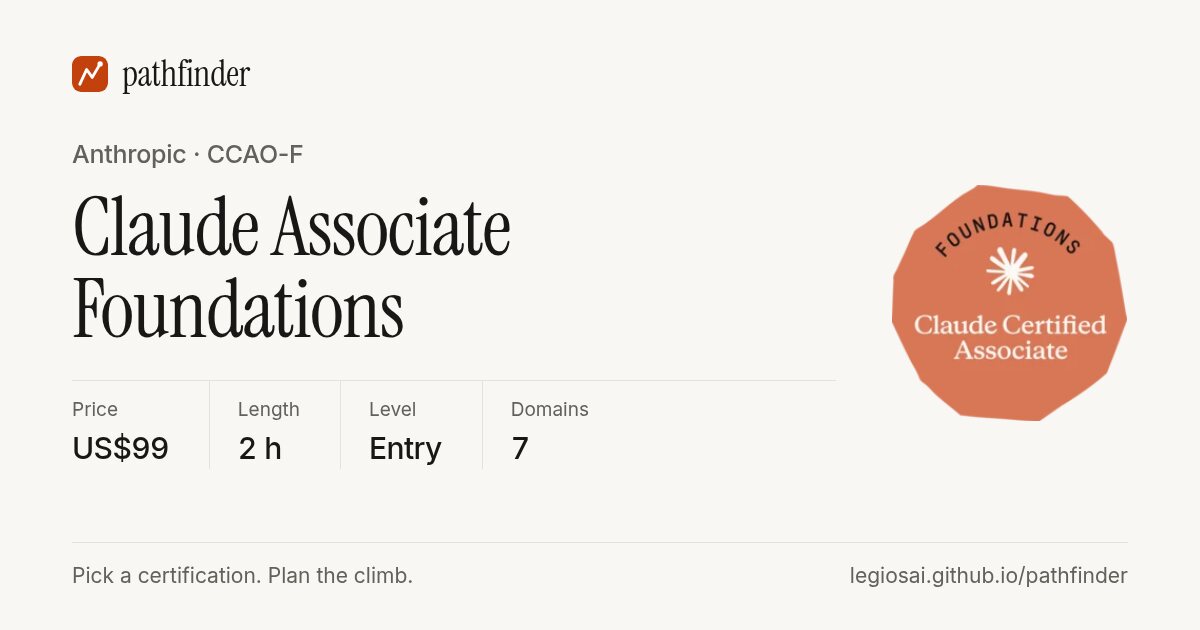 pathfinder
Anthropic · CCAO-F
Claude Associate
Foundations
FOUNDATIONS
Claude Certified
Associate
Price
US$99
Length
2 h
Level
Entry
Domains
7
Pick a certification. Plan the climb.
legiosai.github.io/pathfinder